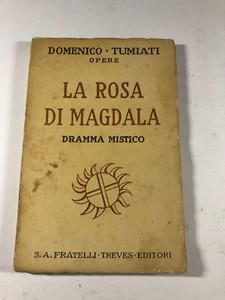 DOMENICO · TUMIATI
OPERE
LA ROSA
DI MAGDALA
DRAMMA MISTICO
S. A. FRATELLI · TREVES · EDITORI